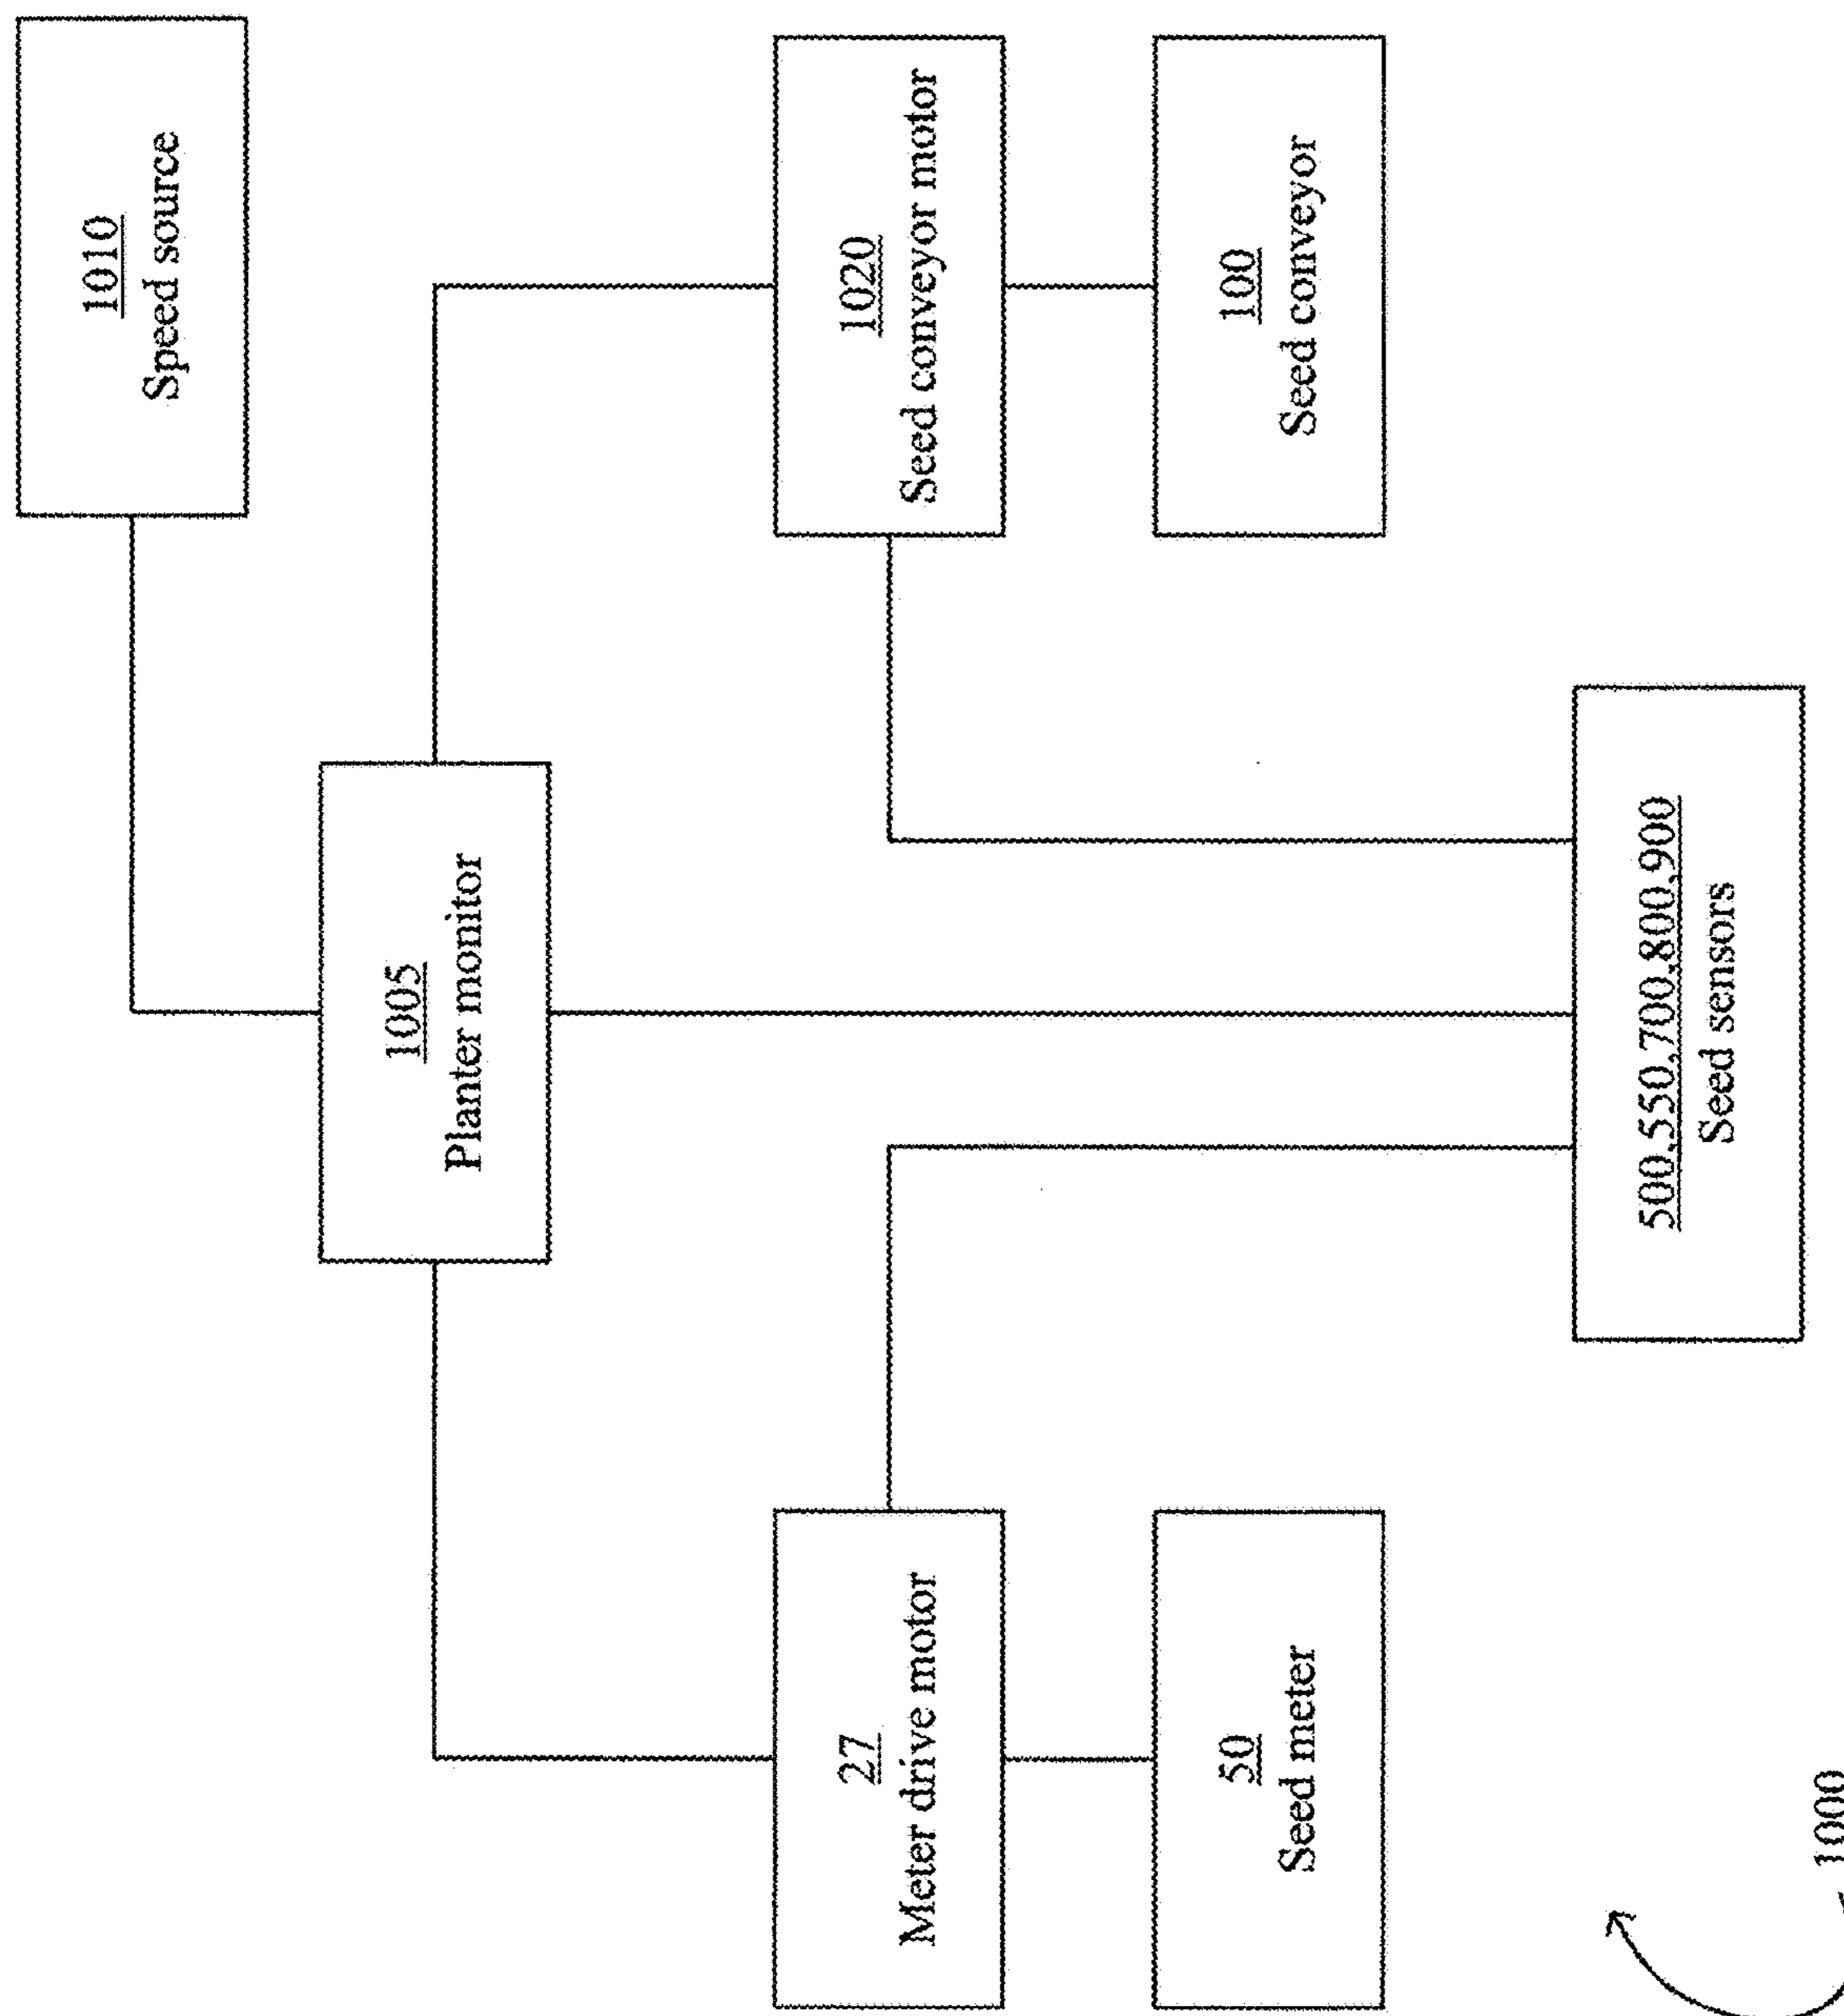 1010
Speed source
1005
Planter monitor
27
Meter drive motor
1020
Seed conveyor motor
50
Seed meter
100
Seed conveyor
500,550,700,800,900
Seed sensors
1000